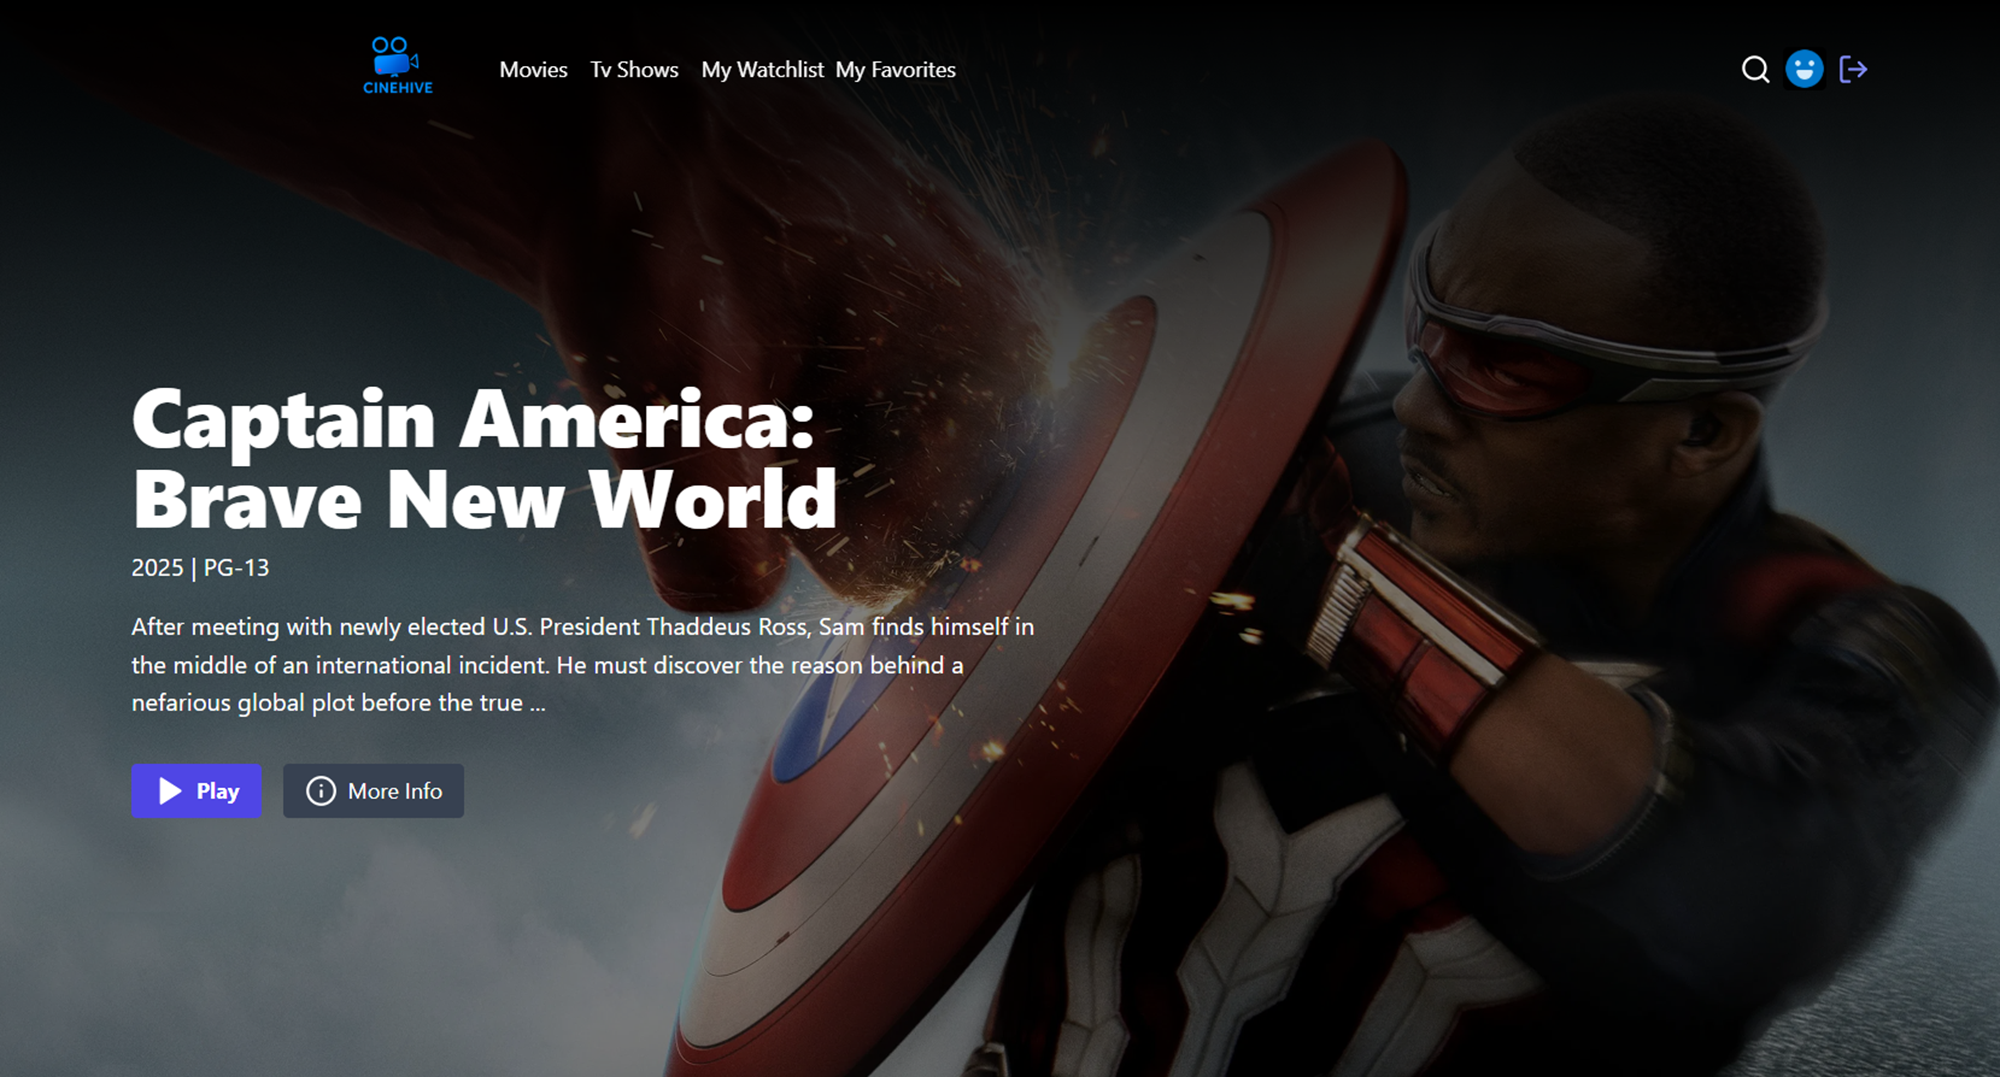 CINEHIVE
Movies Tv Shows My Watchlist My Favorites
Captain America:
Brave New World
2025 | PG-13
After meeting with newly elected U.S. President Thaddeus Ross, Sam finds himself in
the middle of an international incident. He must discover the reason behind a
nefarious global plot before the true ...
Play
More Info